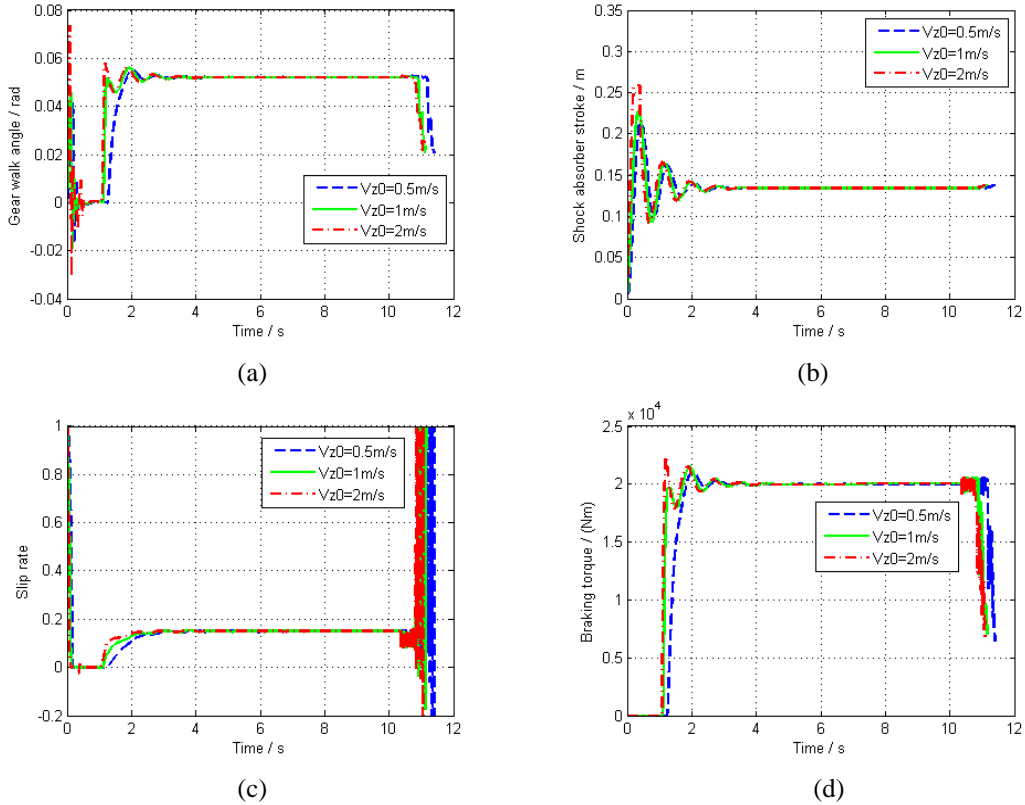 0.08
0.06
0.04
0.02
0
-0.02
-0.04
Gear walk angle / rad
Vz0=0.5m/s
Vz0=1m/s
Vz0=2m/s
0 2 4 6 8 10 12
Time / s
(a)
0.35
0.3
0.25
0.2
0.15
0.1
0.05
0
Shock absorber stroke / m
Vz0=0.5m/s
Vz0=1m/s
Vz0=2m/s
0 2 4 6 8 10 12
Time / s
(b)
1
0.8
0.6
0.4
0.2
0
-0.2
Slip rate
Vz0=0.5m/s
Vz0=1m/s
Vz0=2m/s
0 2 4 6 8 10 12
Time / s
(c)
x 10^4
2.5
2.0
1.5
1.0
0.5
0
Braking torque / (Nm)
Vz0=0.5m/s
Vz0=1m/s
Vz0=2m/s
0 2 4 6 8 10 12
Time / s
(d)